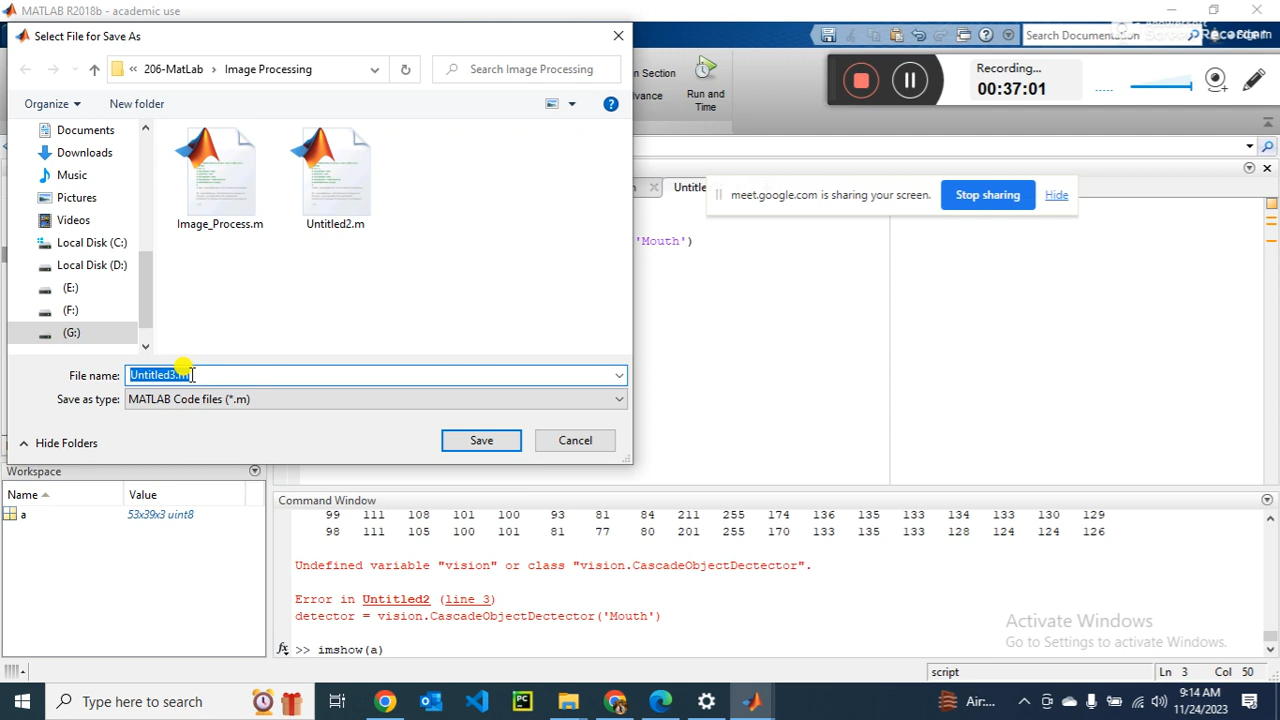 MATLAB R2018b - academic use
Select File for Save As
206-MatLab
Image Processing
Search Image Processing
Organize
New folder
Documents
Downloads
Music
Pictures
Videos
Local Disk (C:)
Local Disk (D:)
(E:)
(F:)
(G:)
Image_Process.m
Untitled2.m
File name:
Untitled3.m
Save as type:
MATLAB Code files (*.m)
Hide Folders
Save
Cancel
Search Documentation
Recorder
n Section
vance
Run and
Time
Recording...
00:37:01
Untitle
meet.google.com is sharing your screen.
Stop sharing
Hide
'Mouth')
Workspace
Name
Value
a
53x39x3 uint8
Command Window
99 111 108 101 100 93 81 84 211 255 174 136 135 133 134 133 130 129
98 111 105 100 101 81 77 80 201 255 170 133 135 133 128 124 124 126
Undefined variable "vision" or class "vision.CascadeObjectDectector".
Error in Untitled2 (line 3)
detector = vision.CascadeObjectDectector('Mouth')
fx >> imshow(a)
Activate Windows
Go to Settings to activate Windows.
script
Ln 3 Col 50
Type here to search
Air:...
9:14 AM
11/24/2023